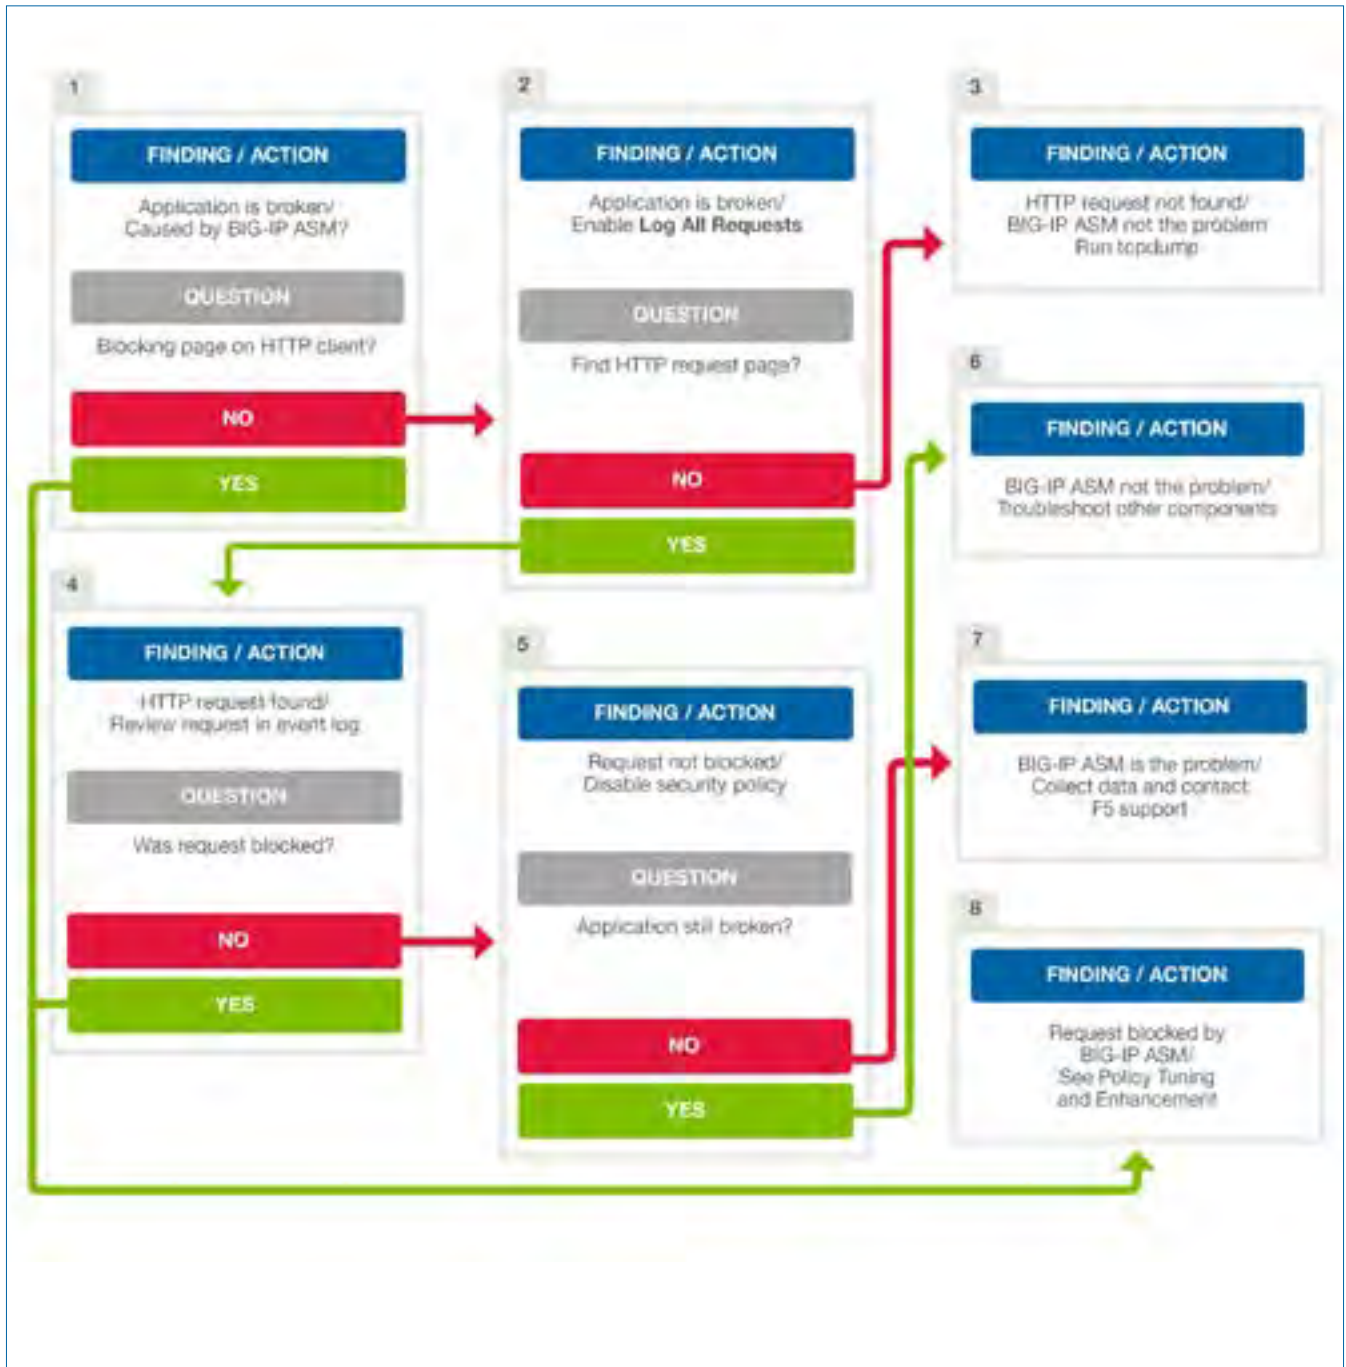 1
FINDING / ACTION
Application is broken/
Caused by BIG-IP ASM?
QUESTION
Blocking page on HTTP client?
NO
YES
2
FINDING / ACTION
Application is broken/
Enable Log All Requests
QUESTION
Find HTTP request page?
NO
YES
3
FINDING / ACTION
HTTP request not found/
BIG-IP ASM not the problem
Run tcpdump
4
FINDING / ACTION
HTTP request found/
Review request in event log
QUESTION
Was request blocked?
NO
YES
5
FINDING / ACTION
Request not blocked/
Disable security policy
QUESTION
Application still broken?
NO
YES
6
FINDING / ACTION
BIG-IP ASM not the problem/
Troubleshoot other components
7
FINDING / ACTION
BIG-IP ASM is the problem/
Collect data and contact
F5 support
8
FINDING / ACTION
Request blocked by
BIG-IP ASM/
See Policy Tuning
and Enhancement